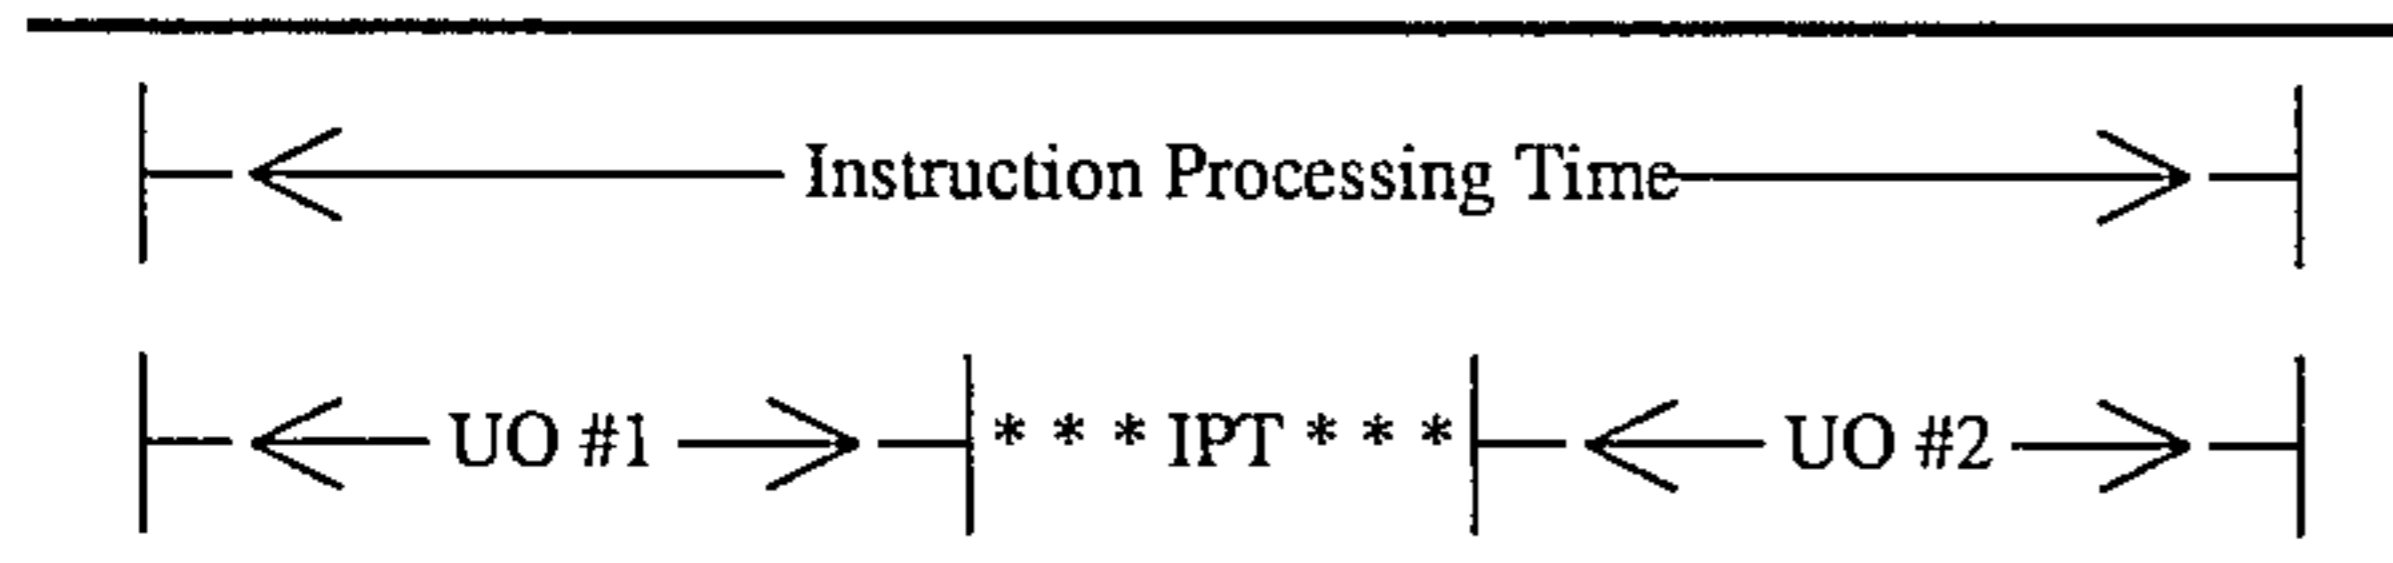 Instruction Processing Time
UO #1 * * * IPT * * * UO #2